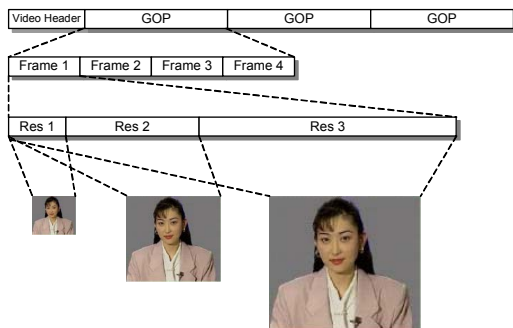 Video Header GOP GOP GOP
Frame 1 Frame 2 Frame 3 Frame 4
Res 1 Res 2 Res 3